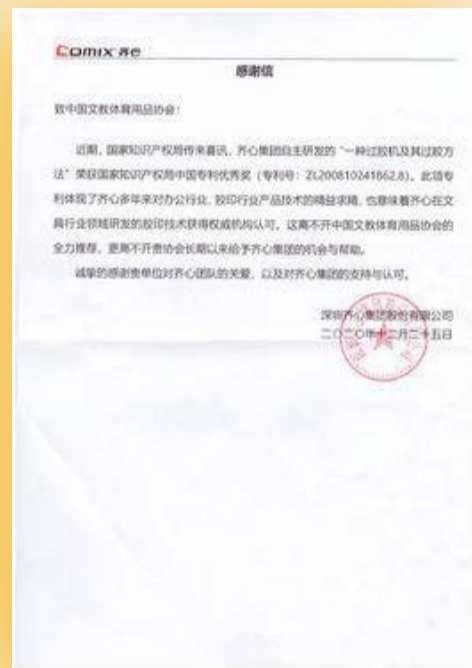 COMIX 齐心
感谢信
致中国文教体育用品协会：
近期，国家知识产权局传来喜讯，齐心集团自主研发的“一种过胶机及其过胶方
法”荣获国家知识产权局中国专利优秀奖（专利号：ZL200810241862.8）。此项专
利体现了齐心多年来对办公行业、胶印行业产品技术的精益求精，也意味着齐心在文
具行业领域研发的胶印技术获得权威机构认可。这离不开中国文教体育用品协会的
全力推荐，更离不开贵协会长期以来给予齐心集团的机会与帮助。
诚挚的感谢贵单位对齐心团队的关爱，以及对齐心集团的支持与认可。
深圳齐心集团股份有限公司
二〇二〇年十二月二十五日